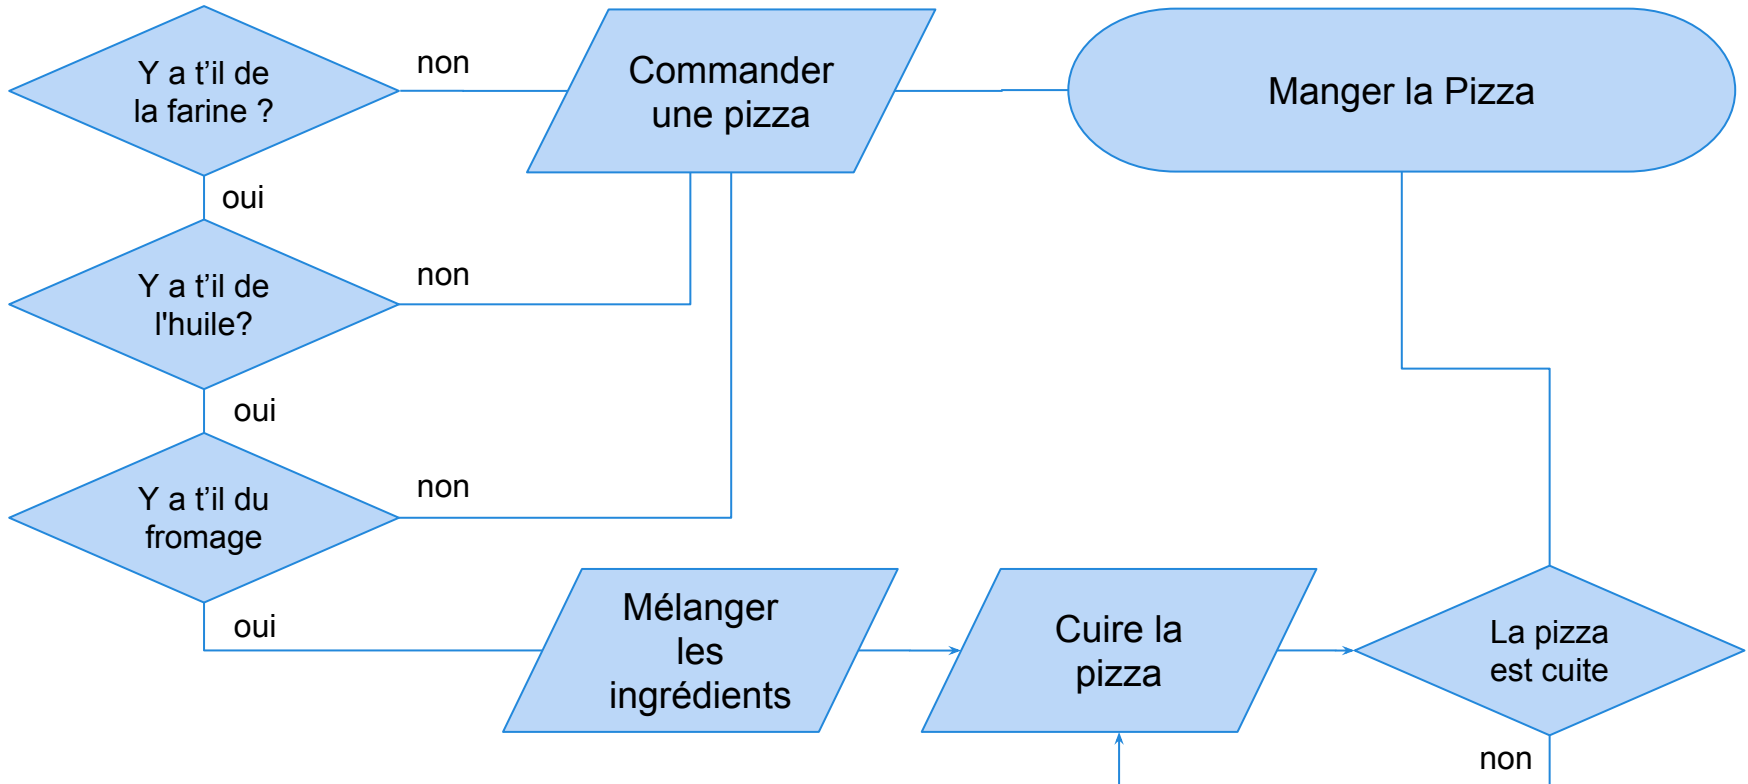 Y a t’il de
la farine ?
non
Commander
une pizza
Manger la Pizza
oui
Y a t’il de
l'huile?
non
oui
Y a t’il du
fromage
non
oui
Mélanger
les
ingrédients
Cuire la
pizza
La pizza
est cuite
non